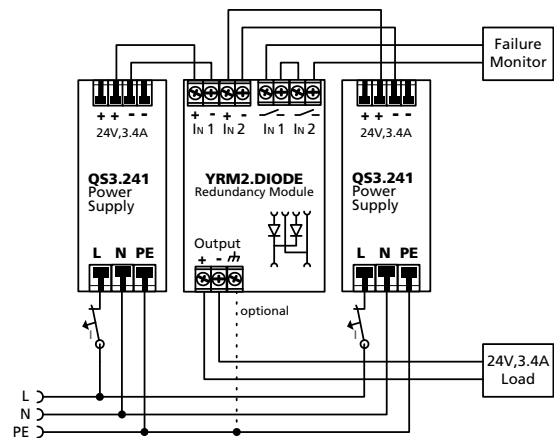 Failure
Monitor
+ + - -
24V,3.4A
QS3.241
Power
Supply
L N PE
+ - + -
IN 1 IN 2 IN 1 IN 2
YRM2.DIODE
Redundancy Module
Output
+ -
optional
+ + - -
24V,3.4A
QS3.241
Power
Supply
L N PE
24V,3.4A
Load
L
N
PE